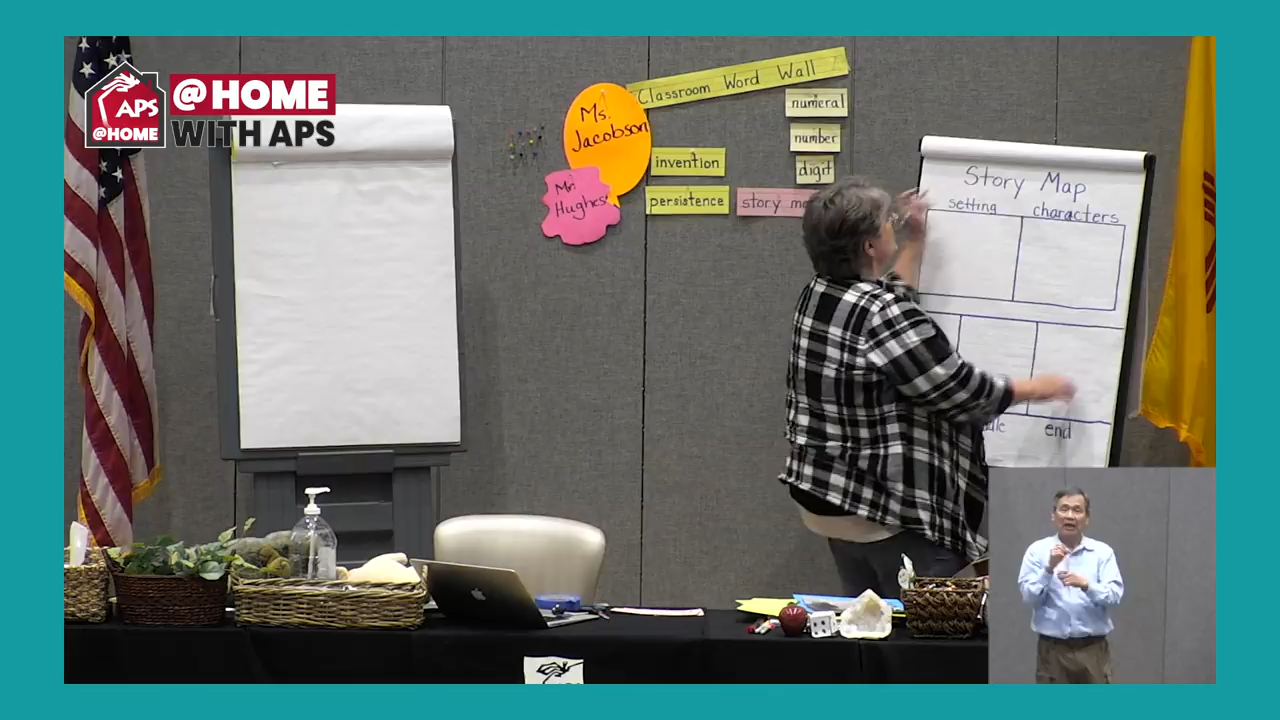 APS
@HOME
@HOME
WITH APS
Classroom Word Wall
Ms.
Jacobson
Mr.
Hughes
numeral
number
digit
invention
persistence
story
Story Map
setting
characters
end